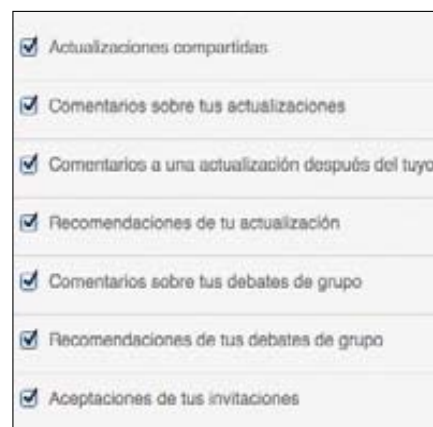 Actualizaciones compartidas
Comentarios sobre tus actualizaciones
Comentarios a una actualización después del tuyo
Recomendaciones de tu actualización
Comentarios sobre tus debates de grupo
Recomendaciones de tus debates de grupo
Aceptaciones de tus invitaciones